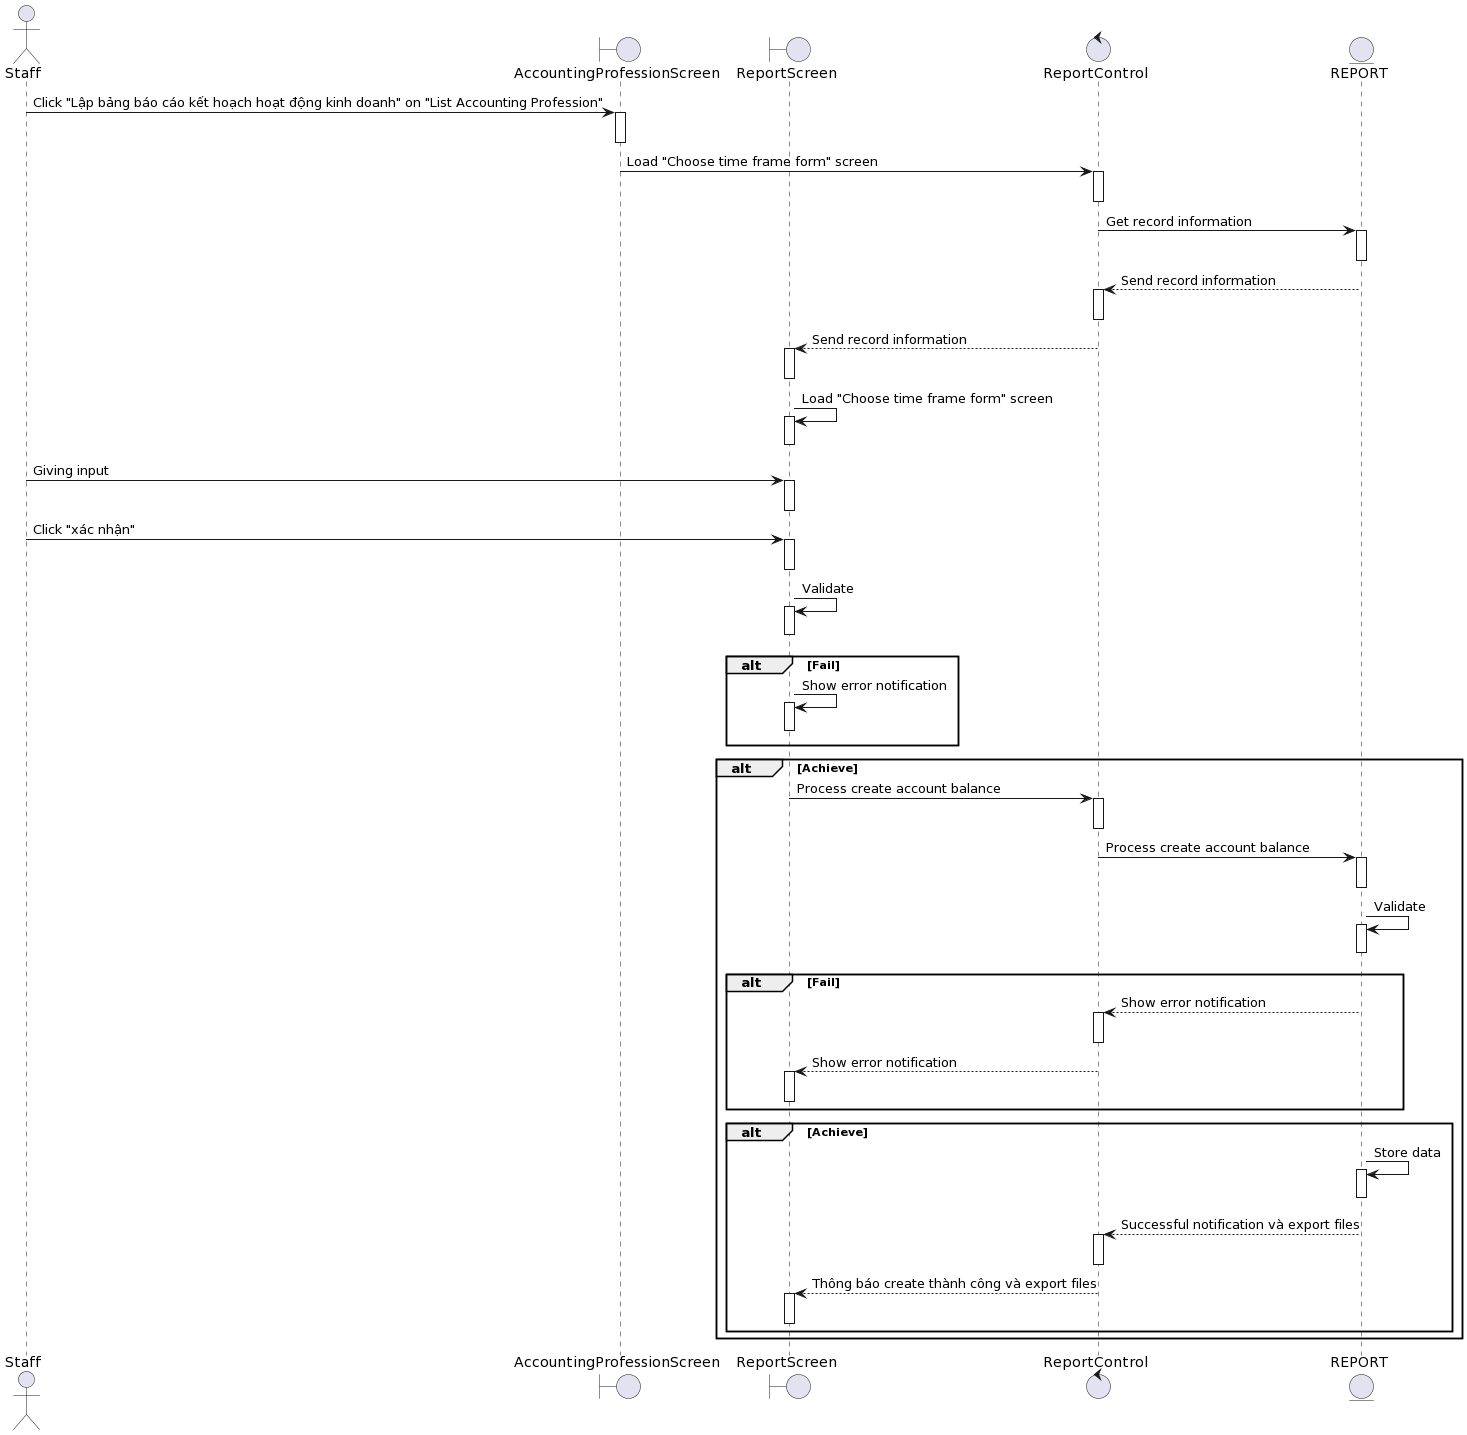 Staff
AccountingProfessionScreen
ReportScreen
ReportControl
REPORT
Click "Lập bảng báo cáo kết hoạch hoạt động kinh doanh" on "List Accounting Profession"
Load "Choose time frame form" screen
Get record information
Send record information
Send record information
Load "Choose time frame form" screen
Giving input
Click "xác nhận"
Validate
alt [Fail]
Show error notification
alt [Achieve]
Process create account balance
Process create account balance
Validate
alt [Fail]
Show error notification
Show error notification
alt [Achieve]
Store data
Successful notification và export files
Thông báo create thành công và export files
Staff
AccountingProfessionScreen
ReportScreen
ReportControl
REPORT